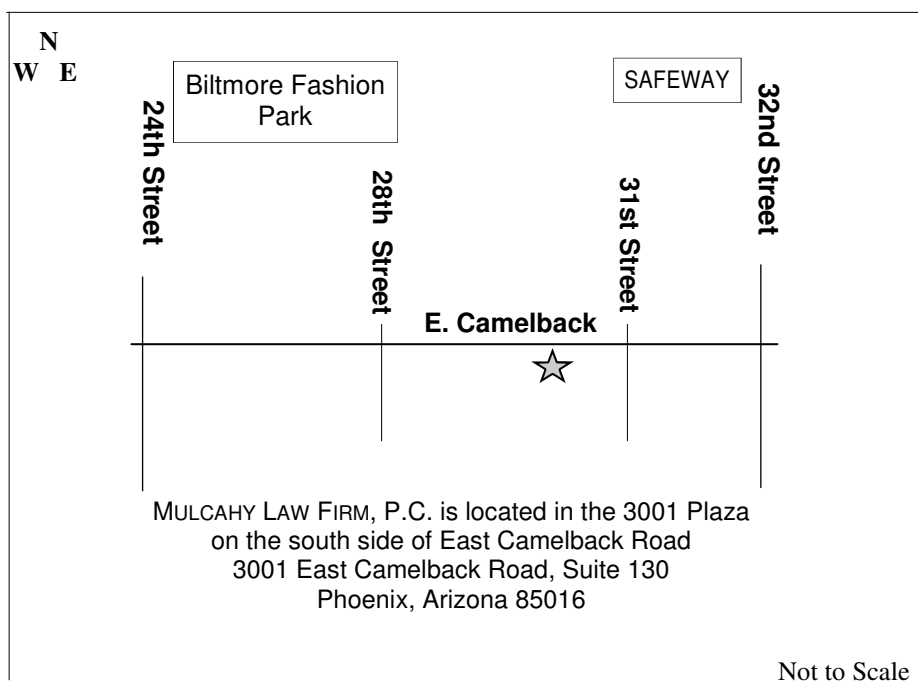 N
W E
Biltmore Fashion
Park
SAFEWAY
24th Street
32nd Street
28th Street
31st Street
E. Camelback
MULCAHY LAW FIRM, P.C. is located in the 3001 Plaza
on the south side of East Camelback Road
3001 East Camelback Road, Suite 130
Phoenix, Arizona 85016
Not to Scale